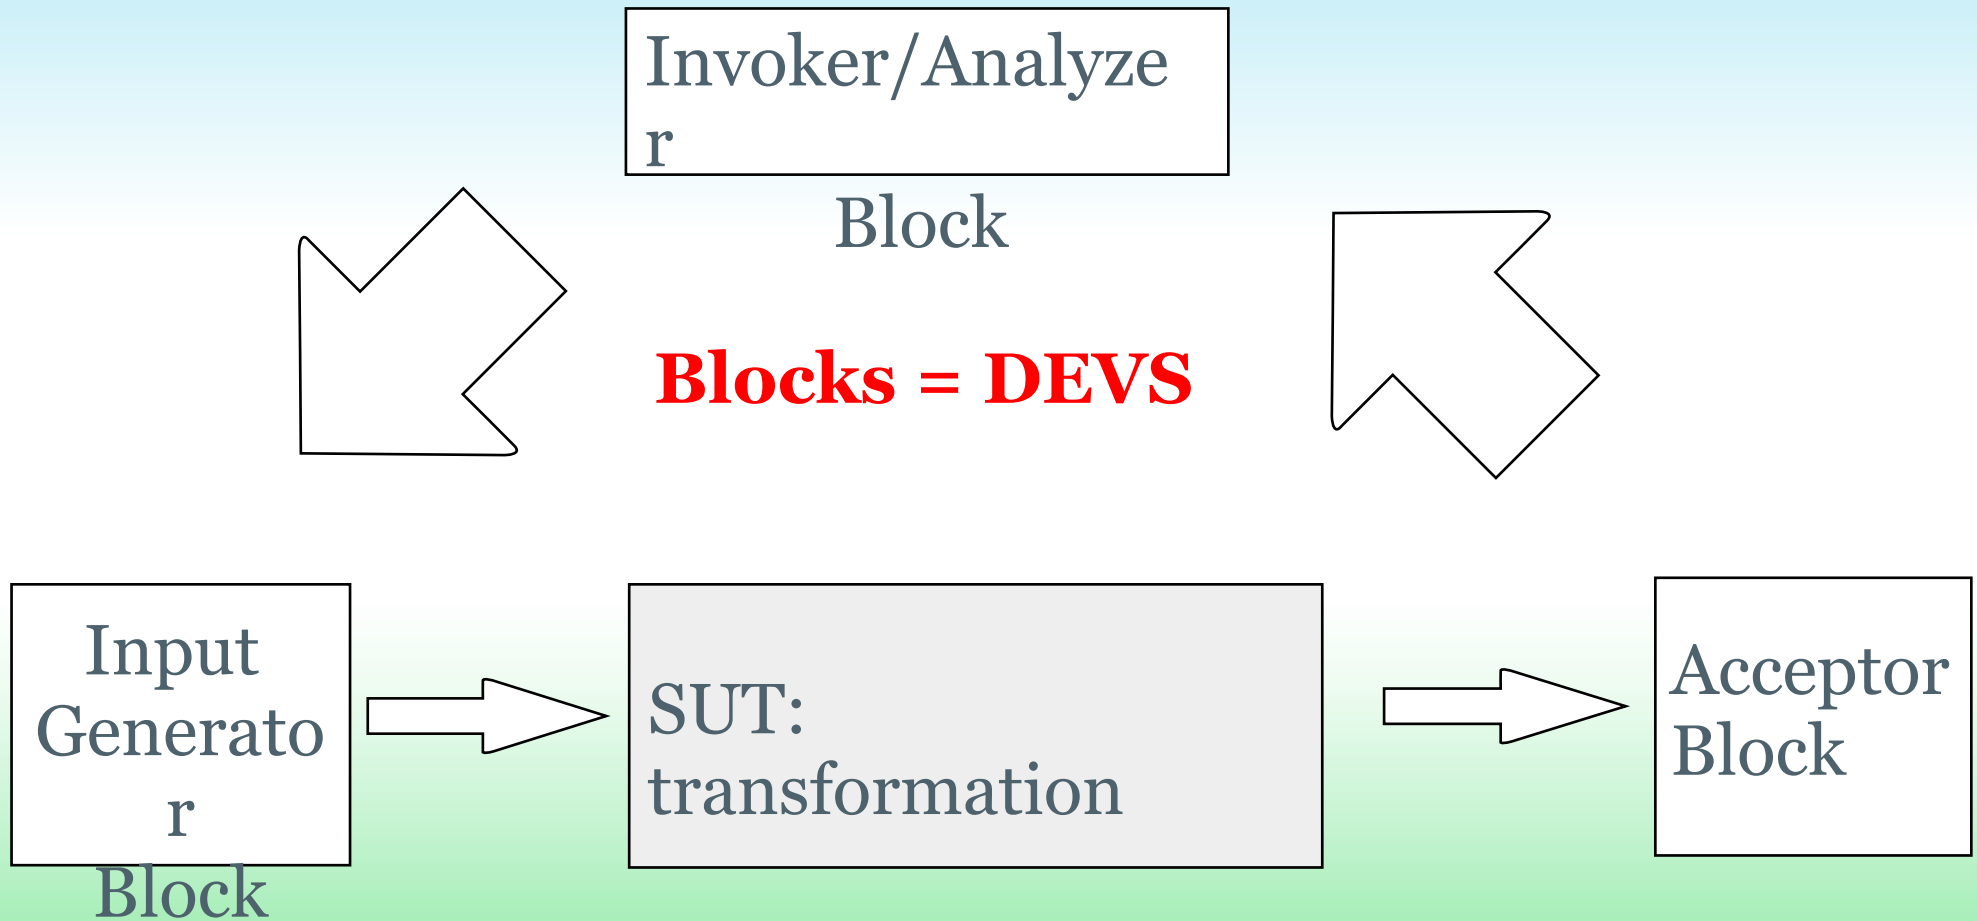 Invoker/Analyze
r
Block
Blocks = DEVS
Input
Generato
r
Block
SUT:
transformation
Acceptor
Block